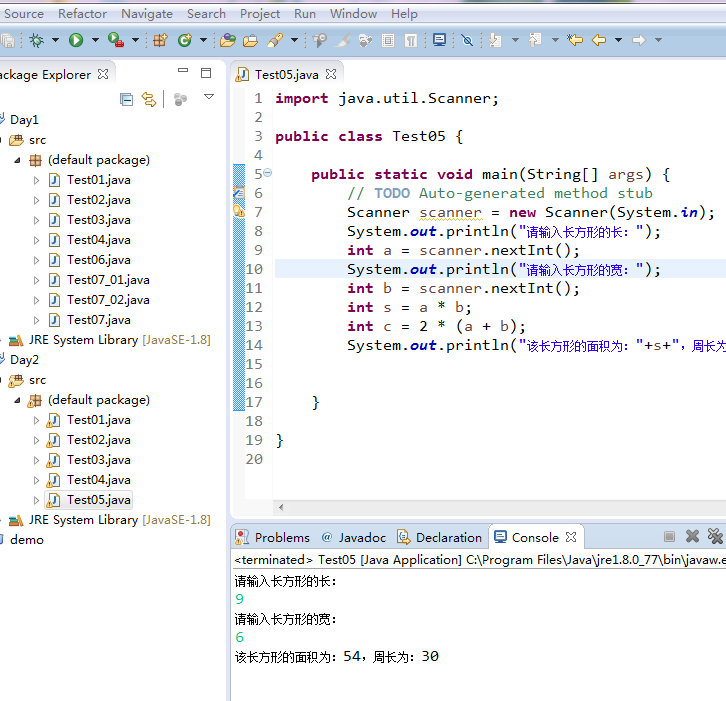 Source Refactor Navigate Search Project Run Window Help
ackage Explorer
Day1
src
(default package)
Test01.java
Test02.java
Test03.java
Test04.java
Test06.java
Test07_01.java
Test07_02.java
Test07.java
JRE System Library [JavaSE-1.8]
Day2
src
(default package)
Test01.java
Test02.java
Test03.java
Test04.java
Test05.java
JRE System Library [JavaSE-1.8]
demo
Test05.java
1 import java.util.Scanner;
2
3 public class Test05 {
4
5 public static void main(String[] args) {
6 // TODO Auto-generated method stub
7 Scanner scanner = new Scanner(System.in);
8 System.out.println("请输入长方形的长：");
9 int a = scanner.nextInt();
10 System.out.println("请输入长方形的宽：");
11 int b = scanner.nextInt();
12 int s = a * b;
13 int c = 2 * (a + b);
14 System.out.println("该长方形的面积为："+s+"，周长为
15
16
17 }
18
19 }
20
Problems @ Javadoc Declaration Console
<terminated> Test05 [Java Application] C:\Program Files\Java\jre1.8.0_77\bin\javaw.e
请输入长方形的长：
9
请输入长方形的宽：
6
该长方形的面积为：54，周长为：30